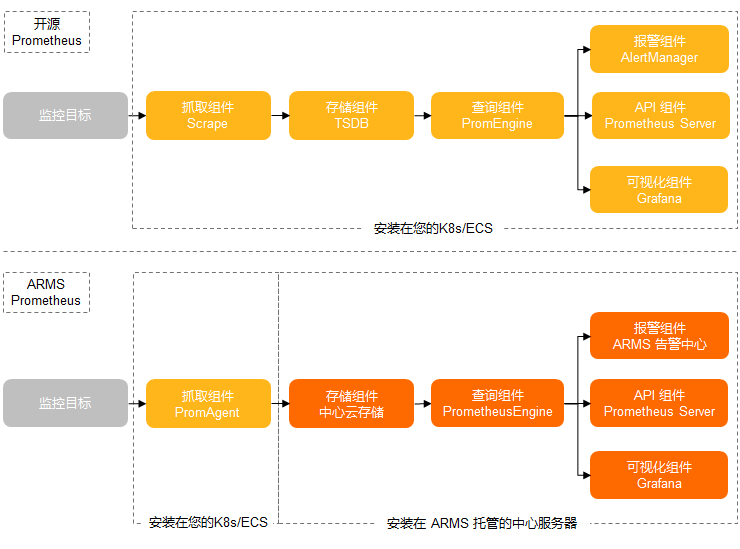 开源
Prometheus
监控目标
抓取组件
Scrape
存储组件
TSDB
查询组件
PromEngine
报警组件
AlertManager
API 组件
Prometheus Server
可视化组件
Grafana
安装在您的K8s/ECS
ARMS
Prometheus
监控目标
抓取组件
PromAgent
存储组件
中心云存储
查询组件
PrometheusEngine
报警组件
ARMS 告警中心
API 组件
Prometheus Server
可视化组件
Grafana
安装在您的K8s/ECS
安装在 ARMS 托管的中心服务器